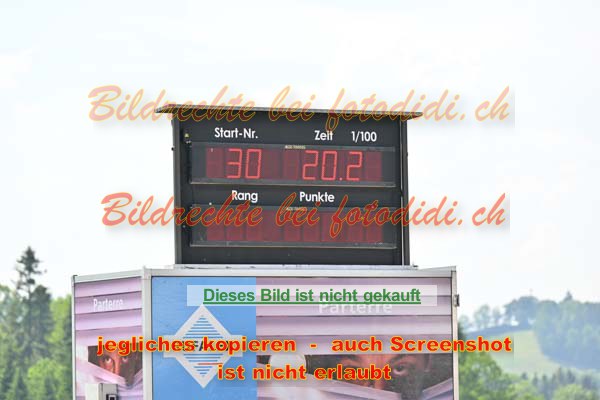 Bildrechte bei fotodidi.ch
Start-Nr. Zeit 1/100
30 20.2
Rang Punkte
Bildrechte bei fotodidi.ch
Dieses Bild ist nicht gekauft
Parterre Parterre
jegliches kopieren - auch Screenshot
ist nicht erlaubt